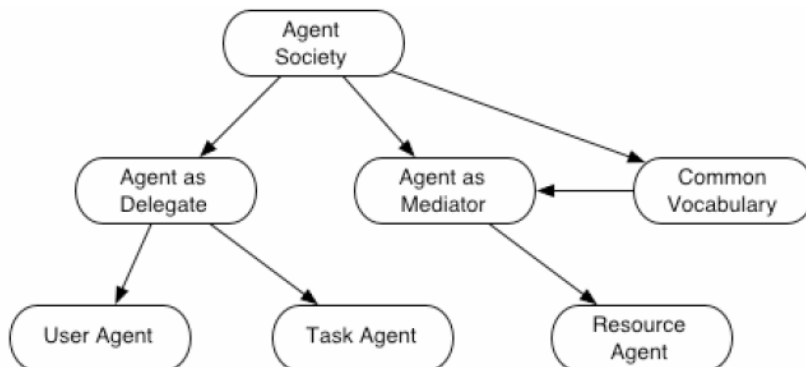 Agent
Society
Agent as
Delegate
Agent as
Mediator
Common
Vocabulary
User Agent
Task Agent
Resource
Agent